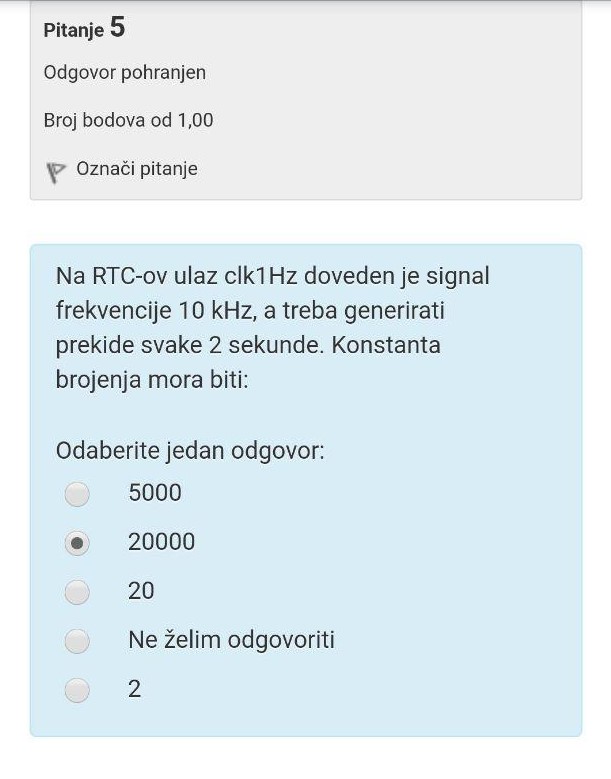 Pitanje 5
Odgovor pohranjen
Broj bodova od 1,00
Označi pitanje
Na RTC-ov ulaz clk1Hz doveden je signal
frekvencije 10 kHz, a treba generirati
prekide svake 2 sekunde. Konstanta
brojenja mora biti:
Odaberite jedan odgovor:
5000
20000
20
Ne želim odgovoriti
2